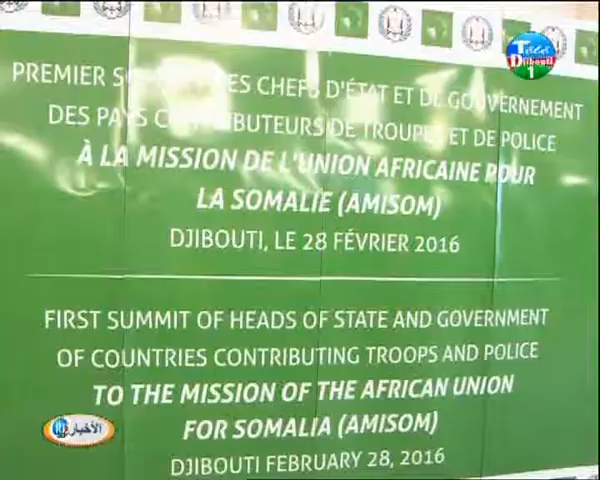 Télé
Djibouti
1
PREMIER DES CHEFS D'ÉTAT ET DE GOUVERNEMENT
DES PAYS CONTRIBUTEURS DE TROUPES ET DE POLICE
À LA MISSION DE L'UNION AFRICAINE POUR
LA SOMALIE (AMISOM)
DJIBOUTI, LE 28 FÉVRIER 2016
FIRST SUMMIT OF HEADS OF STATE AND GOVERNMENT
OF COUNTRIES CONTRIBUTING TROOPS AND POLICE
TO THE MISSION OF THE AFRICAN UNION
FOR SOMALIA (AMISOM)
DJIBOUTI FEBRUARY 28, 2016
الأخبار